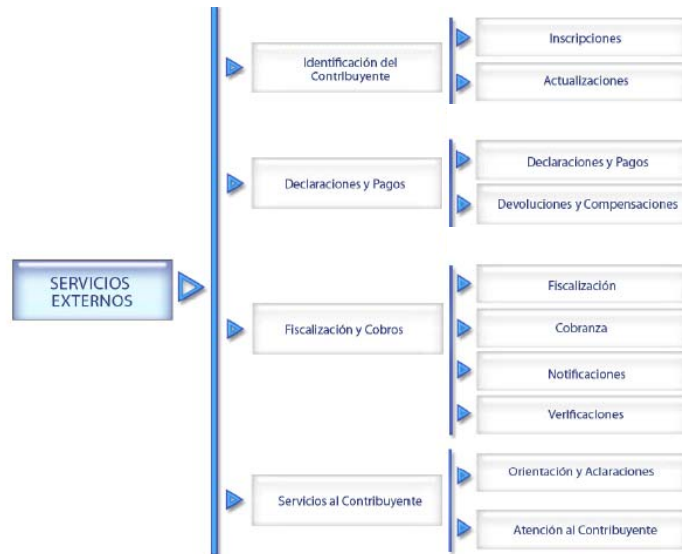 SERVICIOS
EXTERNOS
Identificación del
Contribuyente
Inscripciones
Actualizaciones
Declaraciones y Pagos
Declaraciones y Pagos
Devoluciones y Compensaciones
Fiscalización y Cobros
Fiscalización
Cobranza
Notificaciones
Verificaciones
Servicios al Contribuyente
Orientación y Aclaraciones
Atención al Contribuyente